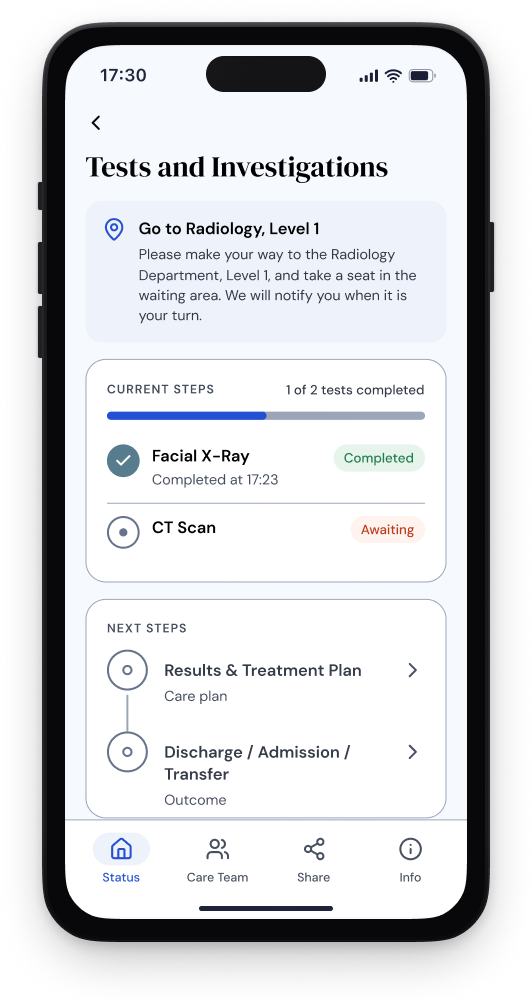 17:30
Tests and Investigations
Go to Radiology, Level 1
Please make your way to the Radiology
Department, Level 1, and take a seat in the
waiting area. We will notify you when it is
your turn.
CURRENT STEPS
1 of 2 tests completed
Facial X-Ray
Completed
Completed at 17:23
CT Scan
Awaiting
NEXT STEPS
Results & Treatment Plan
Care plan
Discharge / Admission /
Transfer
Outcome
Status
Care Team
Share
Info